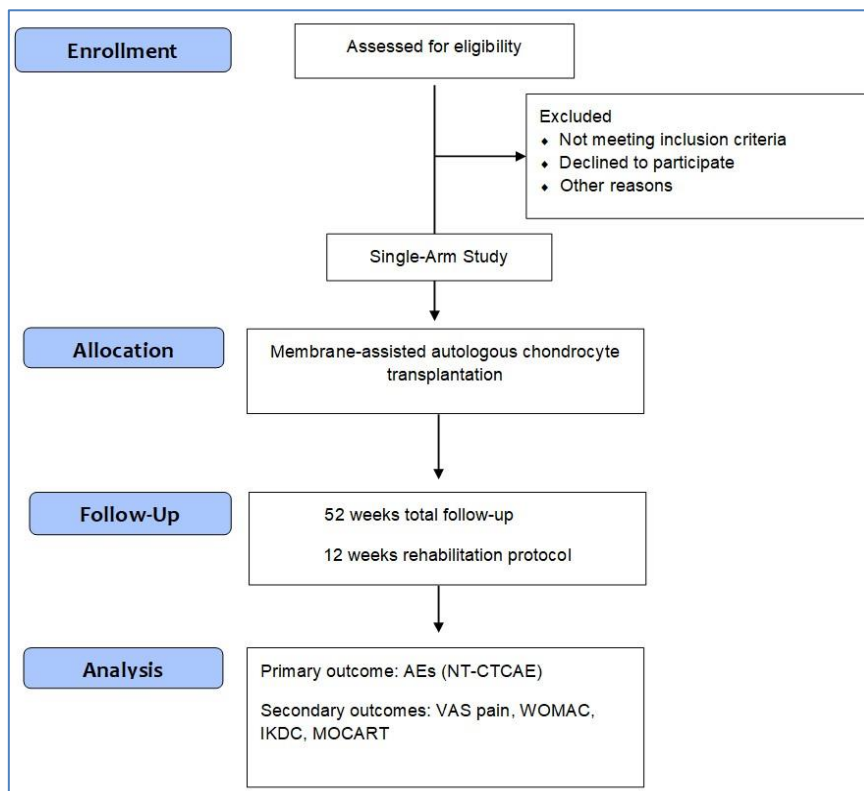 Enrollment
Assessed for eligibility
Excluded
♦ Not meeting inclusion criteria
♦ Declined to participate
♦ Other reasons
Single-Arm Study
Allocation
Membrane-assisted autologous chondrocyte
transplantation
Follow-Up
52 weeks total follow-up
12 weeks rehabilitation protocol
Analysis
Primary outcome: AEs (NT-CTCAE)
Secondary outcomes: VAS pain, WOMAC,
IKDC, MOCART